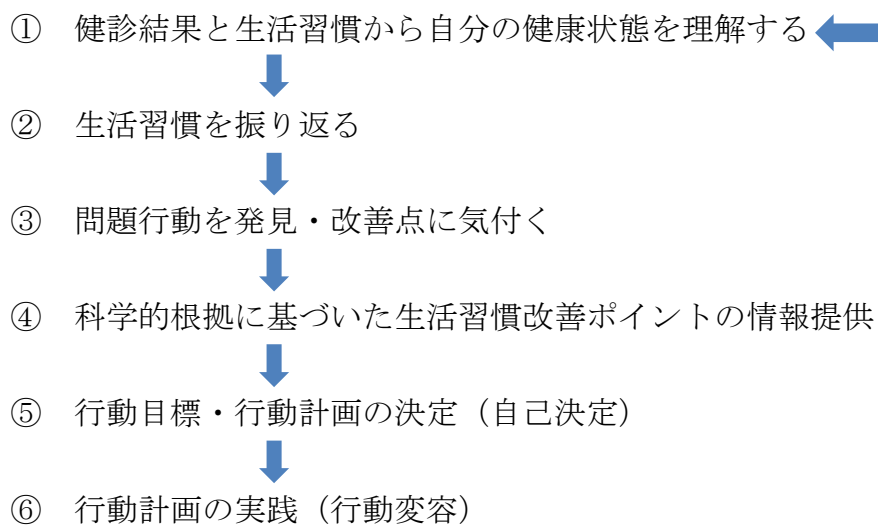 ① 健診結果と生活習慣から自分の健康状態を理解する
② 生活習慣を振り返る
③ 問題行動を発見・改善点に気付く
④ 科学的根拠に基づいた生活習慣改善ポイントの情報提供
⑤ 行動目標・行動計画の決定（自己決定）
⑥ 行動計画の実践（行動変容）